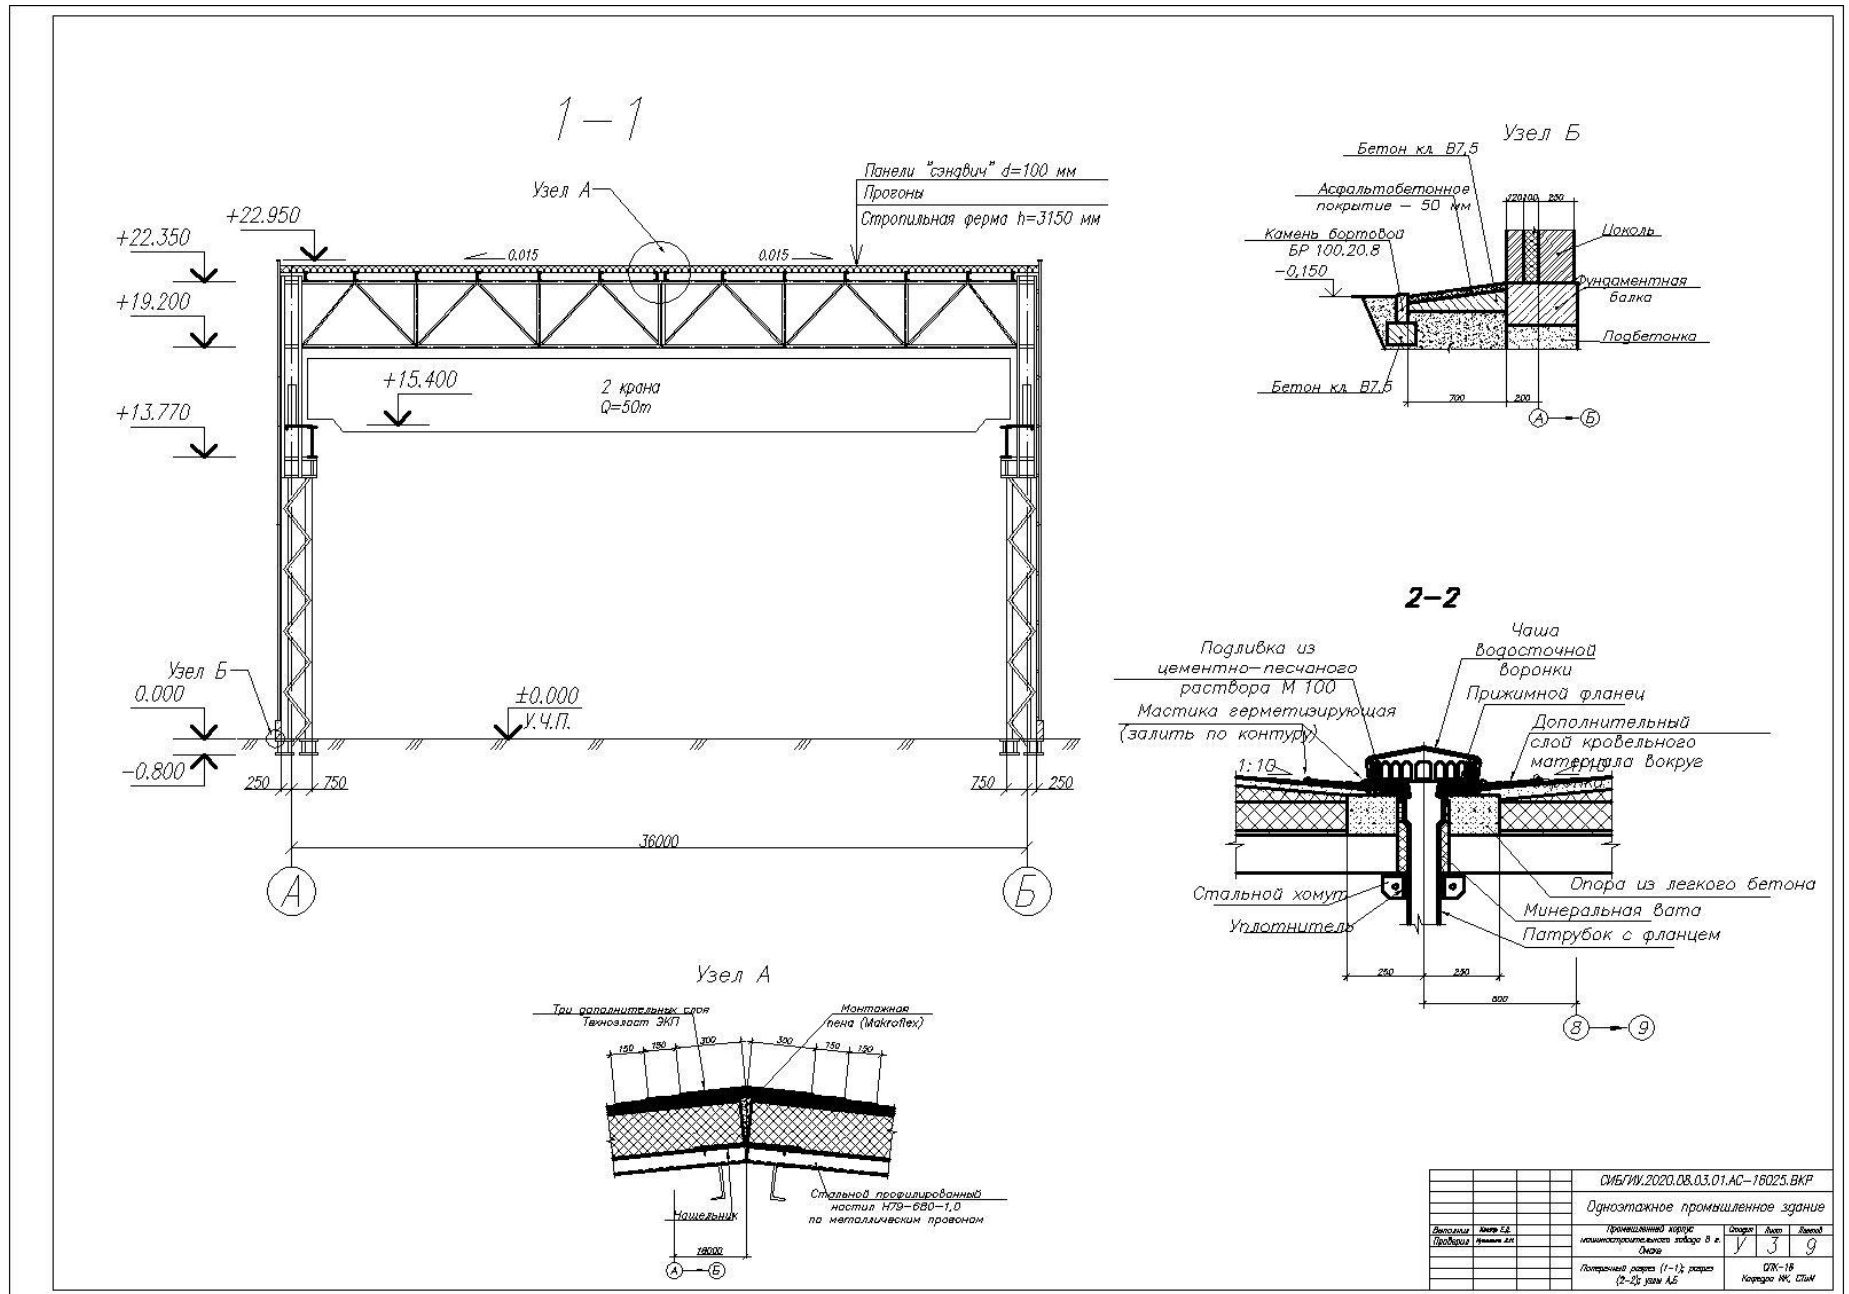 1-1
Узел А
Панели "сэндвич" d=100 мм
Прогоны
Стропильная ферма h=3150 мм
+22.950
+22.350
+19.200
+13.770
0.015
0.015
+15.400
2 крана
Q=50т
Узел Б
0.000
-0.800
±0.000
У.Ч.П.
250
750
750
250
36000
А
Б
Узел Б
Бетон кл. В7,5
Асфальтобетонное
покрытие - 50 мм
Камень бортовой
БР 100.20.8
-0,150
120
100
250
Цоколь
Фундаментная
балка
Подбетонка
Бетон кл. В7,5
700
200
А
Б
2-2
Подливка из
цементно-песчаного
раствора М 100
Мастика герметизирующая
(залить по контуру)
1:10
Чаша
водосточной
воронки
Прижимной фланец
Дополнительный
слой кровельного
материала вокруг
1:10
Стальной хомут
Уплотнитель
Опора из легкого бетона
Минеральная вата
Патрубок с фланцем
250
250
500
8
9
Узел А
Три дополнительных слоя
Техноэласт ЭКП
Монтажная
пена (Makroflex)
150
150
300
300
150
150
Стальной профилированный
настил Н79-680-1,0
по металлическим прогонам
Нащельник
18000
А
Б
СИБГИУ.2020.08.03.01.АС-16025.ВКР
Одноэтажное промышленное здание
Выполнил
Проверил
Промышленный корпус
машиностроительного завода в г.
Омске
Стадия
Лист
Листов
У
3
9
Поперечный разрез (1-1); разрез
(2-2); узлы А,Б
СПК-16
Кафедра ИК, СТиМ